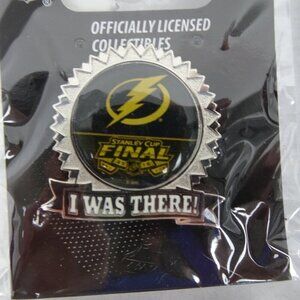 OFFICIALLY LICENSED
COLLECTIBLES
STANLEY CUP
FINAL
I WAS THERE!